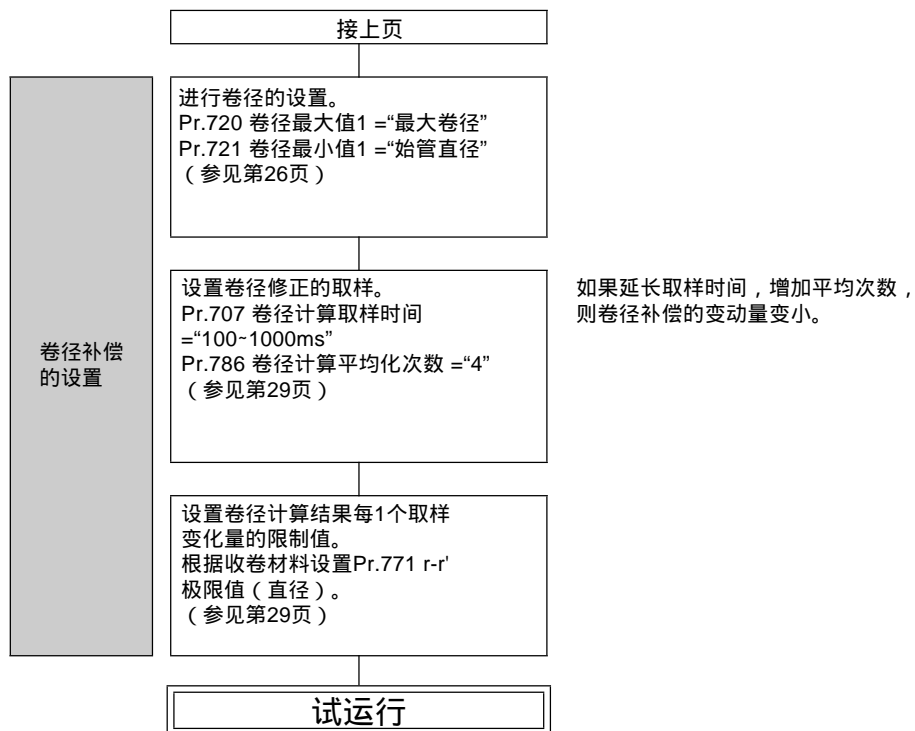 接上页
进行卷径的设置。
Pr.720 卷径最大值1 =“最大卷径”
Pr.721 卷径最小值1 =“始管直径”
（参见第26页）
卷径补偿
的设置
设置卷径修正的取样。
Pr.707 卷径计算取样时间
=“100~1000ms”
Pr.786 卷径计算平均化次数 =“4”
（参见第29页）
如果延长取样时间，增加平均次数，
则卷径补偿的变动量变小。
设置卷径计算结果每1个取样
变化量的限制值。
根据收卷材料设置Pr.771 r-r'
极限值（直径）。
（参见第29页）
试运行